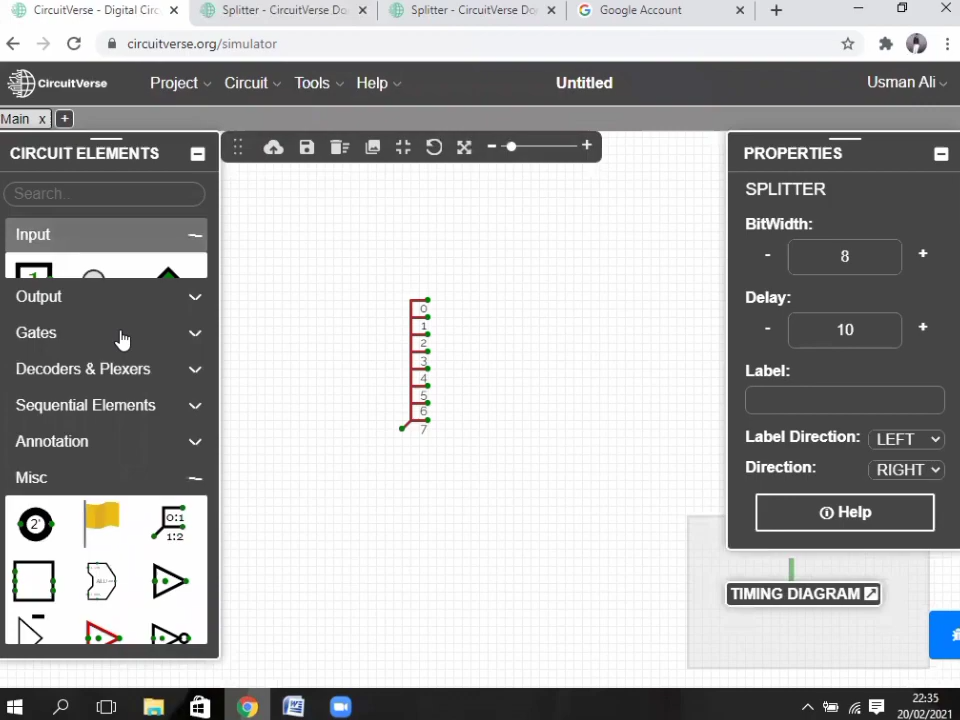 CircuitVerse - Digital Circ
Splitter - CircuitVerse Do
Splitter - CircuitVerse Do
Google Account
circuitverse.org/simulator
CircuitVerse
Project
Circuit
Tools
Help
Untitled
Usman Ali
Main x +
CIRCUIT ELEMENTS
Search..
Input
1
Output
Gates
Decoders & Plexers
Sequential Elements
Annotation
Misc
2'
0:1
1:2
ALU
0
1
2
3
4
5
6
7
PROPERTIES
SPLITTER
BitWidth:
- 8 +
Delay:
- 10 +
Label:
Label Direction: LEFT
Direction: RIGHT
Help
TIMING DIAGRAM
22:35
20/02/2021